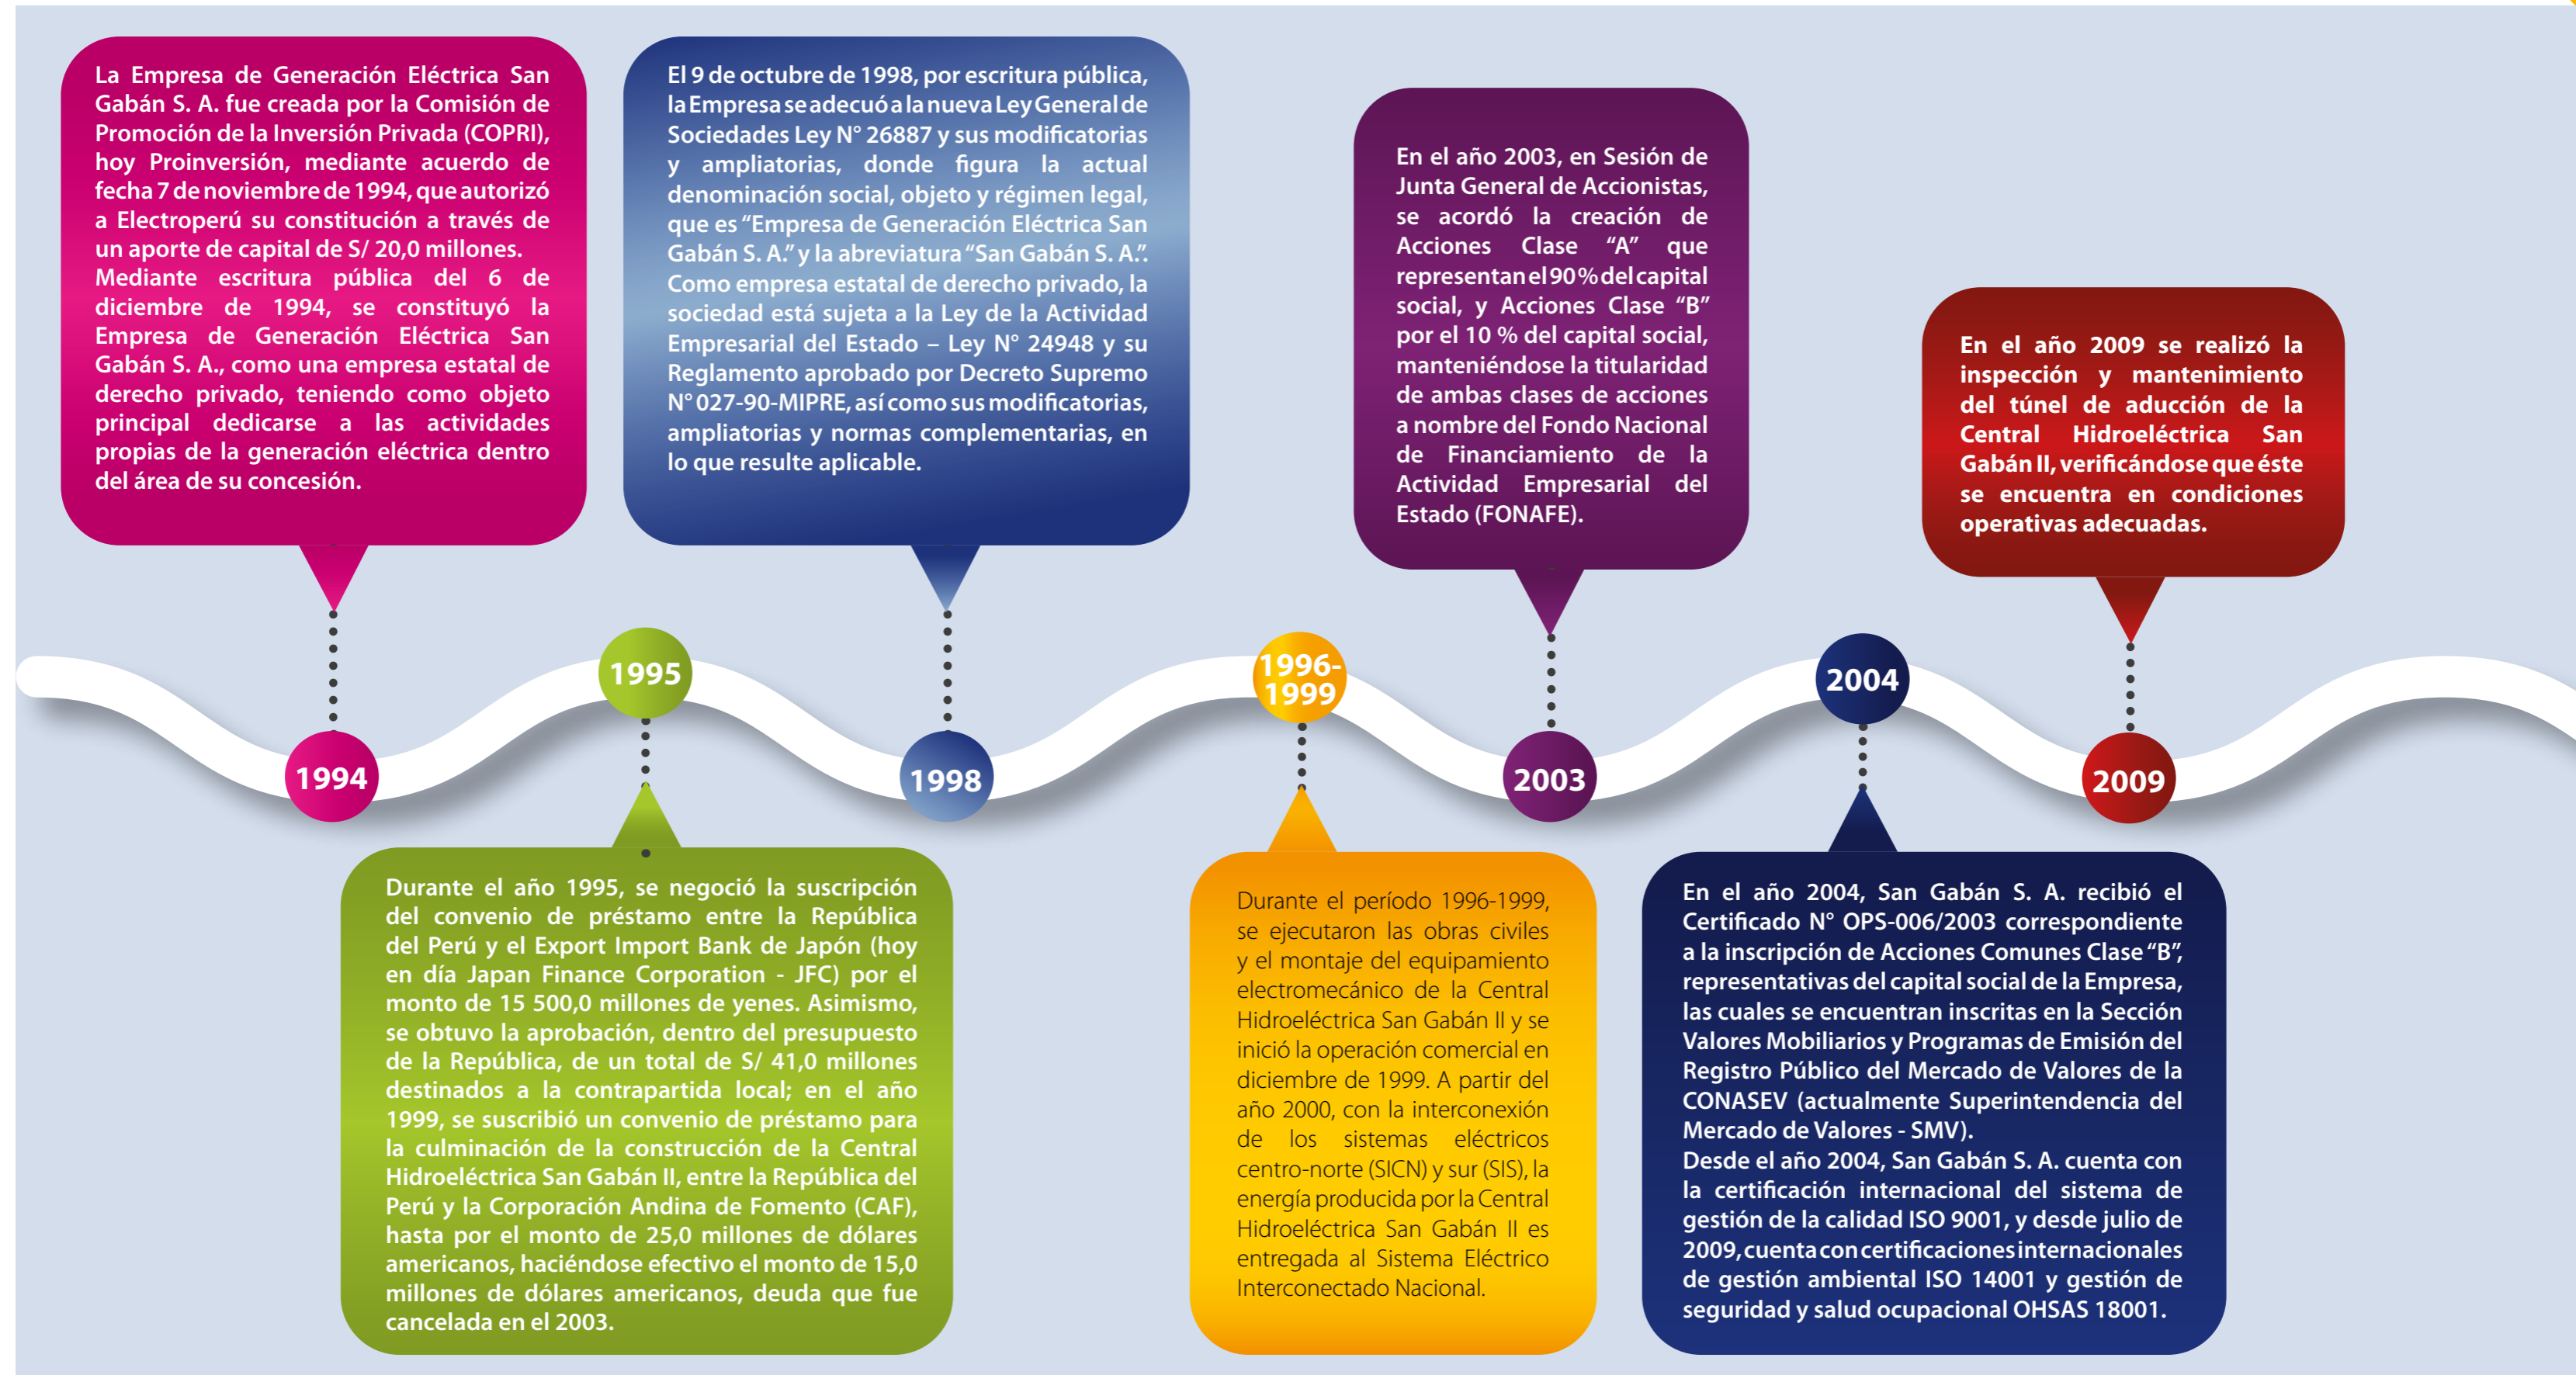 La Empresa de Generación Eléctrica San
Gabán S. A. fue creada por la Comisión de
Promoción de la Inversión Privada (COPRI),
hoy Proinversión, mediante acuerdo de
fecha 7 de noviembre de 1994, que autorizó
a Electroperú su constitución a través de
un aporte de capital de S/ 20,0 millones.
Mediante escritura pública del 6 de
diciembre de 1994, se constituyó la
Empresa de Generación Eléctrica San
Gabán S. A., como una empresa estatal de
derecho privado, teniendo como objeto
principal dedicarse a las actividades
propias de la generación eléctrica dentro
del área de su concesión.
1994
1995
Durante el año 1995, se negoció la suscripción
del convenio de préstamo entre la República
del Perú y el Export Import Bank de Japón (hoy
en día Japan Finance Corporation - JFC) por el
monto de 15 500,0 millones de yenes. Asimismo,
se obtuvo la aprobación, dentro del presupuesto
de la República, de un total de S/ 41,0 millones
destinados a la contrapartida local; en el año
1999, se suscribió un convenio de préstamo para
la culminación de la construcción de la Central
Hidroeléctrica San Gabán II, entre la República del
Perú y la Corporación Andina de Fomento (CAF),
hasta por el monto de 25,0 millones de dólares
americanos, haciéndose efectivo el monto de 15,0
millones de dólares americanos, deuda que fue
cancelada en el 2003.
El 9 de octubre de 1998, por escritura pública,
la Empresa se adecuó a la nueva Ley General de
Sociedades Ley N° 26887 y sus modificatorias
y ampliatorias, donde figura la actual
denominación social, objeto y régimen legal,
que es “Empresa de Generación Eléctrica San
Gabán S. A.” y la abreviatura “San Gabán S. A.”.
Como empresa estatal de derecho privado, la
sociedad está sujeta a la Ley de la Actividad
Empresarial del Estado – Ley N° 24948 y su
Reglamento aprobado por Decreto Supremo
N° 027-90-MIPRE, así como sus modificatorias,
ampliatorias y normas complementarias, en
lo que resulte aplicable.
1998
1996-
1999
Durante el período 1996-1999,
se ejecutaron las obras civiles
y el montaje del equipamiento
electromecánico de la Central
Hidroeléctrica San Gabán II y se
inició la operación comercial en
diciembre de 1999. A partir del
año 2000, con la interconexión
de los sistemas eléctricos
centro-norte (SICN) y sur (SIS), la
energía producida por la Central
Hidroeléctrica San Gabán II es
entregada al Sistema Eléctrico
Interconectado Nacional.
En el año 2003, en Sesión de
Junta General de Accionistas,
se acordó la creación de
Acciones Clase “A” que
representan el 90 % del capital
social, y Acciones Clase “B”
por el 10 % del capital social,
manteniéndose la titularidad
de ambas clases de acciones
a nombre del Fondo Nacional
de Financiamiento de la
Actividad Empresarial del
Estado (FONAFE).
2003
2004
En el año 2004, San Gabán S. A. recibió el
Certificado N° OPS-006/2003 correspondiente
a la inscripción de Acciones Comunes Clase “B”,
representativas del capital social de la Empresa,
las cuales se encuentran inscritas en la Sección
Valores Mobiliarios y Programas de Emisión del
Registro Público del Mercado de Valores de la
CONASEV (actualmente Superintendencia del
Mercado de Valores - SMV).
Desde el año 2004, San Gabán S. A. cuenta con
la certificación internacional del sistema de
gestión de la calidad ISO 9001, y desde julio de
2009, cuenta con certificaciones internacionales
de gestión ambiental ISO 14001 y gestión de
seguridad y salud ocupacional OHSAS 18001.
En el año 2009 se realizó la
inspección y mantenimiento
del túnel de aducción de la
Central Hidroeléctrica San
Gabán II, verificándose que éste
se encuentra en condiciones
operativas adecuadas.
2009